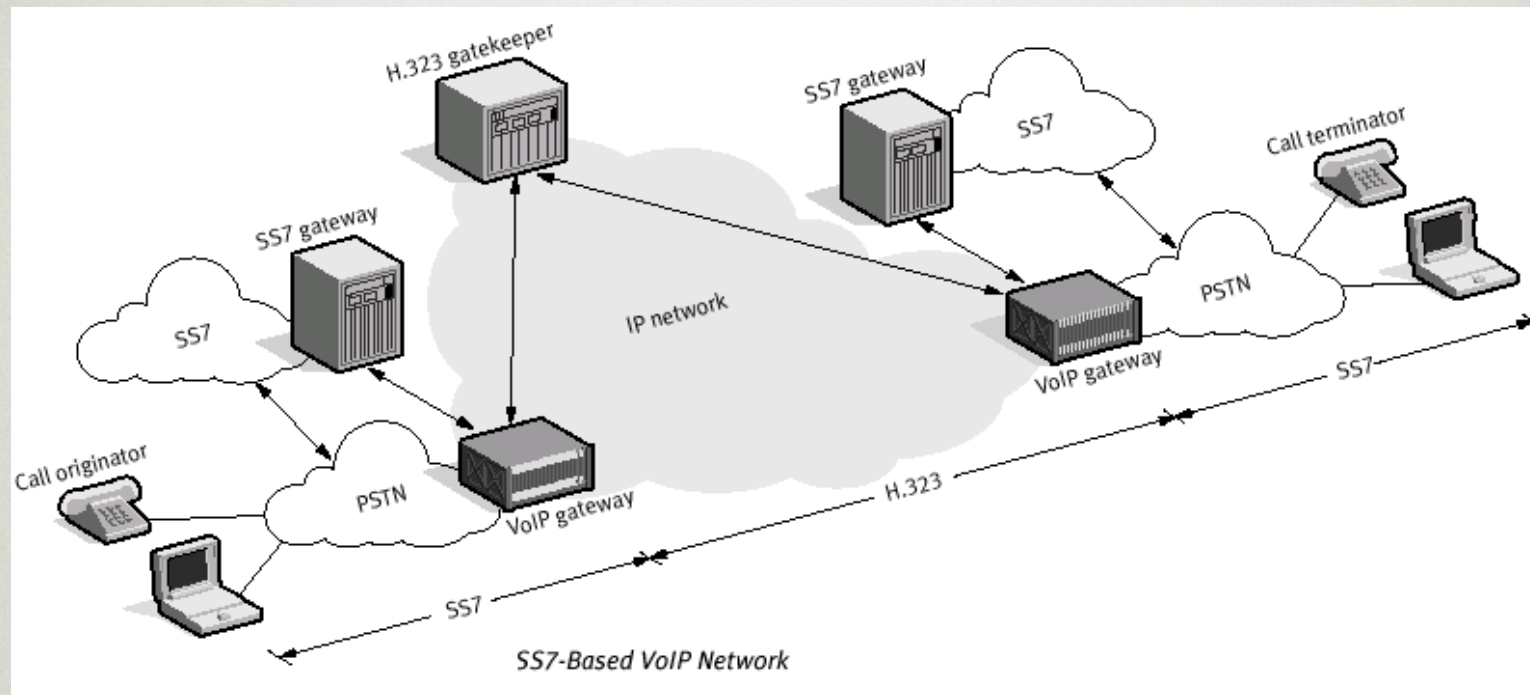 H.323 gatekeeper
SS7 gateway
SS7
Call terminator
SS7 gateway
SS7
IP network
PSTN
VoIP gateway
SS7
Call originator
PSTN
VoIP gateway
H.323
SS7
SS7-Based VoIP Network